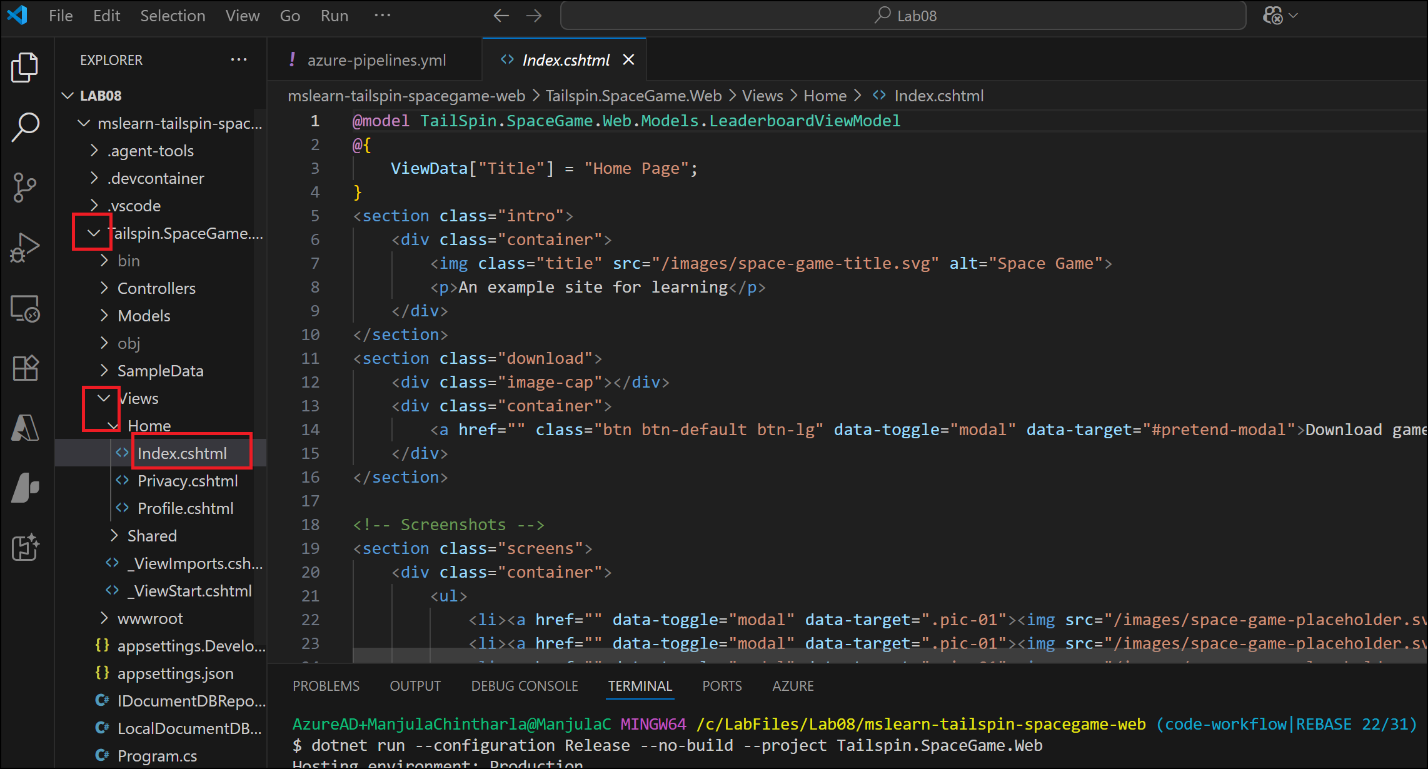 File Edit Selection View Go Run ··· Lab08
EXPLORER ···
LAB08
mslearn-tailspin-spac...
.agent-tools
.devcontainer
.vscode
Tailspin.SpaceGame....
bin
Controllers
Models
obj
SampleData
Views
Home
Index.cshtml
Privacy.cshtml
Profile.cshtml
Shared
_ViewImports.csh...
_ViewStart.cshtml
wwwroot
{} appsettings.Develo...
{} appsettings.json
C# IDocumentDBRepo...
C# LocalDocumentDB...
C# Program.cs
! azure-pipelines.yml <> Index.cshtml
mslearn-tailspin-spacegame-web > Tailspin.SpaceGame.Web > Views > Home > <> Index.cshtml
1 @model TailSpin.SpaceGame.Web.Models.LeaderboardViewModel
2 @{
3 ViewData["Title"] = "Home Page";
4 }
5 <section class="intro">
6 <div class="container">
7 <img class="title" src="/images/space-game-title.svg" alt="Space Game">
8 <p>An example site for learning</p>
9 </div>
10 </section>
11 <section class="download">
12 <div class="image-cap"></div>
13 <div class="container">
14 <a href="" class="btn btn-default btn-lg" data-toggle="modal" data-target="#pretend-modal">Download game
15 </div>
16 </section>
17
18 <!-- Screenshots -->
19 <section class="screens">
20 <div class="container">
21 <ul>
22 <li><a href="" data-toggle="modal" data-target=".pic-01"><img src="/images/space-game-placeholder.sv
23 <li><a href="" data-toggle="modal" data-target=".pic-01"><img src="/images/space-game-placeholder.sv
PROBLEMS OUTPUT DEBUG CONSOLE TERMINAL PORTS AZURE
AzureAD+ManjulaChintharla@ManjulaC MINGW64 /c/LabFiles/Lab08/mslearn-tailspin-spacegame-web (code-workflow|REBASE 22/31)
$ dotnet run --configuration Release --no-build --project Tailspin.SpaceGame.Web
Hosting environment: Production